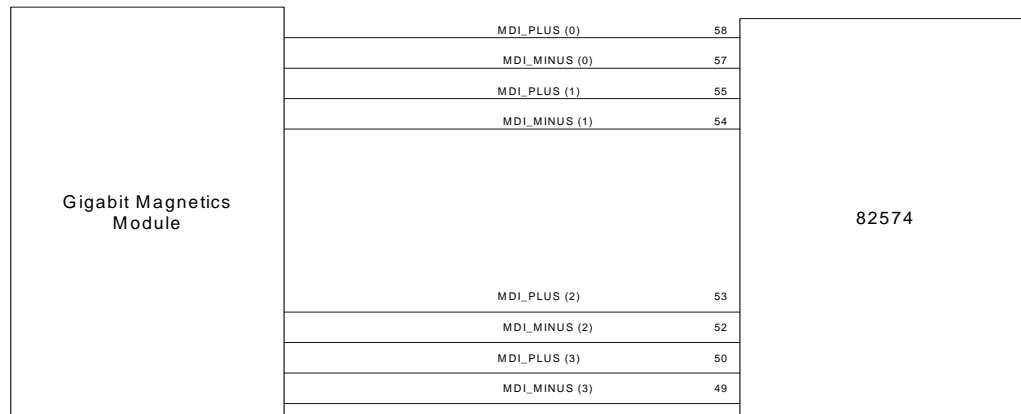 MDI_PLUS (0) 58
MDI_MINUS (0) 57
MDI_PLUS (1) 55
MDI_MINUS (1) 54
Gigabit Magnetics
Module
82574
MDI_PLUS (2) 53
MDI_MINUS (2) 52
MDI_PLUS (3) 50
MDI_MINUS (3) 49